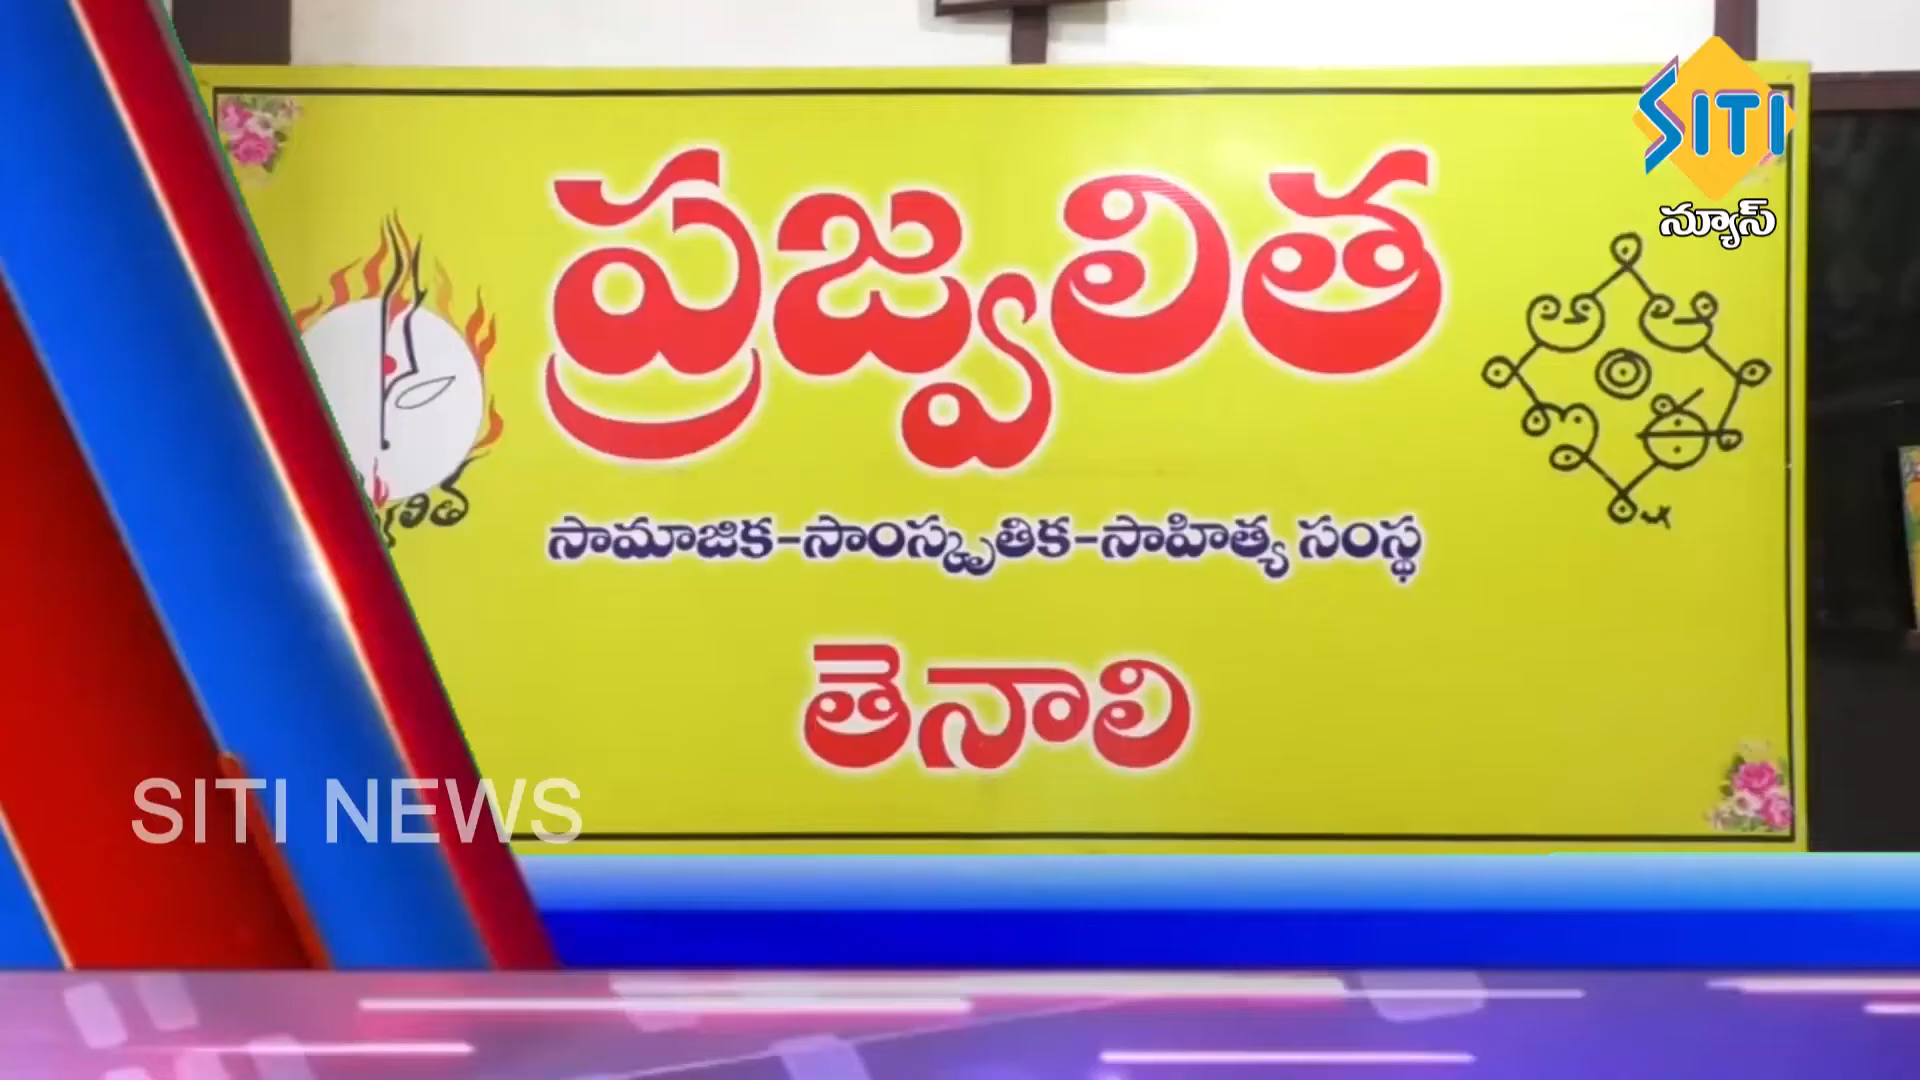 SITI
న్యూస్
ప్రజ్వలిత
సామాజిక-సాంస్కృతిక-సాహిత్య సంస్థ
తెనాలి
SITI NEWS